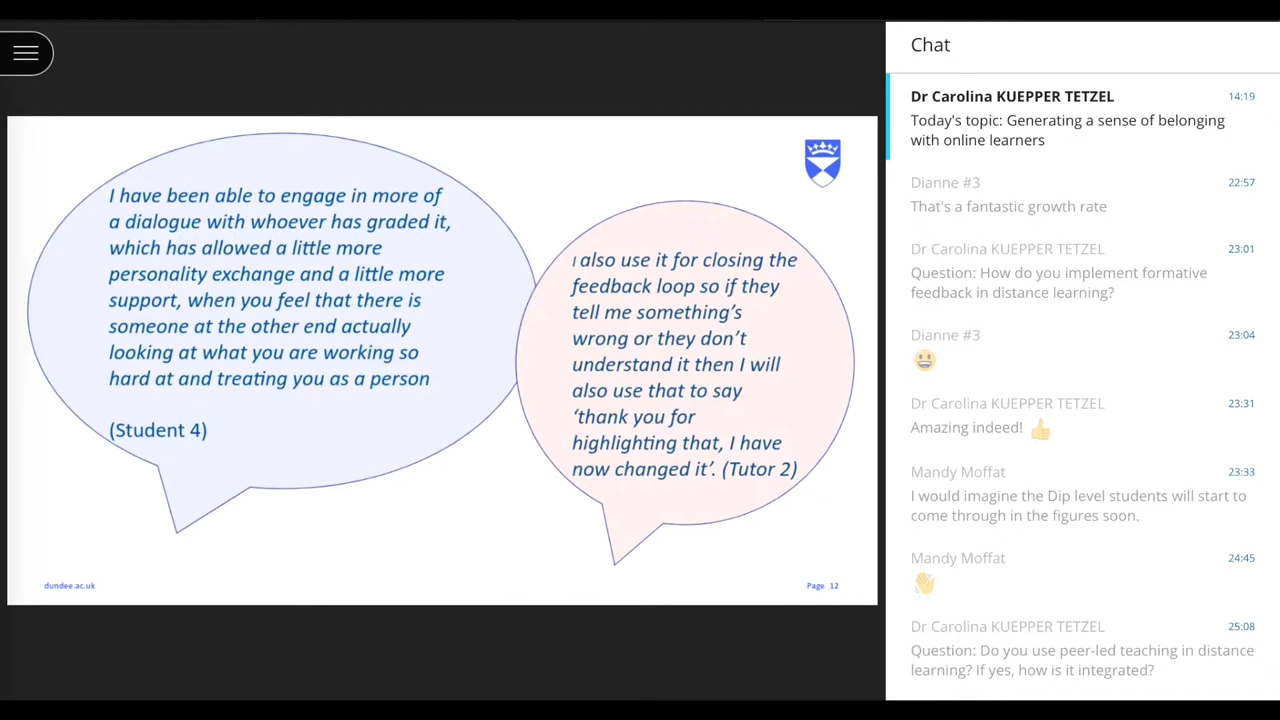 I have been able to engage in more of
a dialogue with whoever has graded it,
which has allowed a little more
personality exchange and a little more
support, when you feel that there is
someone at the other end actually
looking at what you are working so
hard at and treating you as a person
(Student 4)
I also use it for closing the
feedback loop so if they
tell me something's
wrong or they don't
understand it then I will
also use that to say
‘thank you for
highlighting that, I have
now changed it’. (Tutor 2)
dundee.ac.uk
Page 12
Chat
Dr Carolina KUEPPER TETZEL 14:19
Today's topic: Generating a sense of belonging
with online learners
Dianne #3 22:57
That's a fantastic growth rate
Dr Carolina KUEPPER TETZEL 23:01
Question: How do you implement formative
feedback in distance learning?
Dianne #3 23:04
Dr Carolina KUEPPER TETZEL 23:31
Amazing indeed!
Mandy Moffat 23:33
I would imagine the Dip level students will start to
come through in the figures soon.
Mandy Moffat 24:45
Dr Carolina KUEPPER TETZEL 25:08
Question: Do you use peer-led teaching in distance
learning? If yes, how is it integrated?